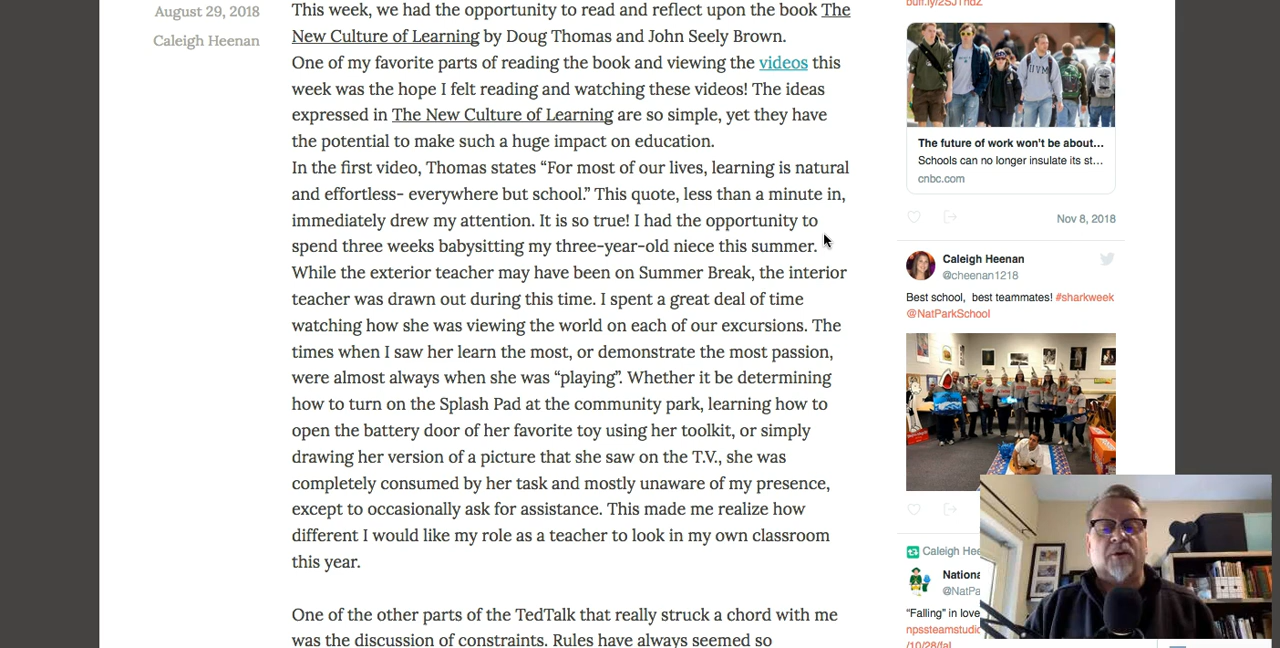 August 29, 2018
Caleigh Heenan
This week, we had the opportunity to read and reflect upon the book The
New Culture of Learning by Doug Thomas and John Seely Brown.
One of my favorite parts of reading the book and viewing the videos this
week was the hope I felt reading and watching these videos! The ideas
expressed in The New Culture of Learning are so simple, yet they have
the potential to make such a huge impact on education.
In the first video, Thomas states “For most of our lives, learning is natural
and effortless- everywhere but school.” This quote, less than a minute in,
immediately drew my attention. It is so true! I had the opportunity to
spend three weeks babysitting my three-year-old niece this summer.
While the exterior teacher may have been on Summer Break, the interior
teacher was drawn out during this time. I spent a great deal of time
watching how she was viewing the world on each of our excursions. The
times when I saw her learn the most, or demonstrate the most passion,
were almost always when she was “playing”. Whether it be determining
how to turn on the Splash Pad at the community park, learning how to
open the battery door of her favorite toy using her toolkit, or simply
drawing her version of a picture that she saw on the T.V., she was
completely consumed by her task and mostly unaware of my presence,
except to occasionally ask for assistance. This made me realize how
different I would like my role as a teacher to look in my own classroom
this year.
One of the other parts of the TedTalk that really struck a chord with me
was the discussion of constraints. Rules have always seemed so
UVM
The future of work won't be about...
Schools can no longer insulate its st...
cnbc.com
Nov 8, 2018
Caleigh Heenan
@cheenan1218
Best school, best teammates! #sharkweek
@NatParkSchool
Caleigh Hee
Nationa
@NatPa
"Falling" in love
npssteamstudic
/10/28/fal